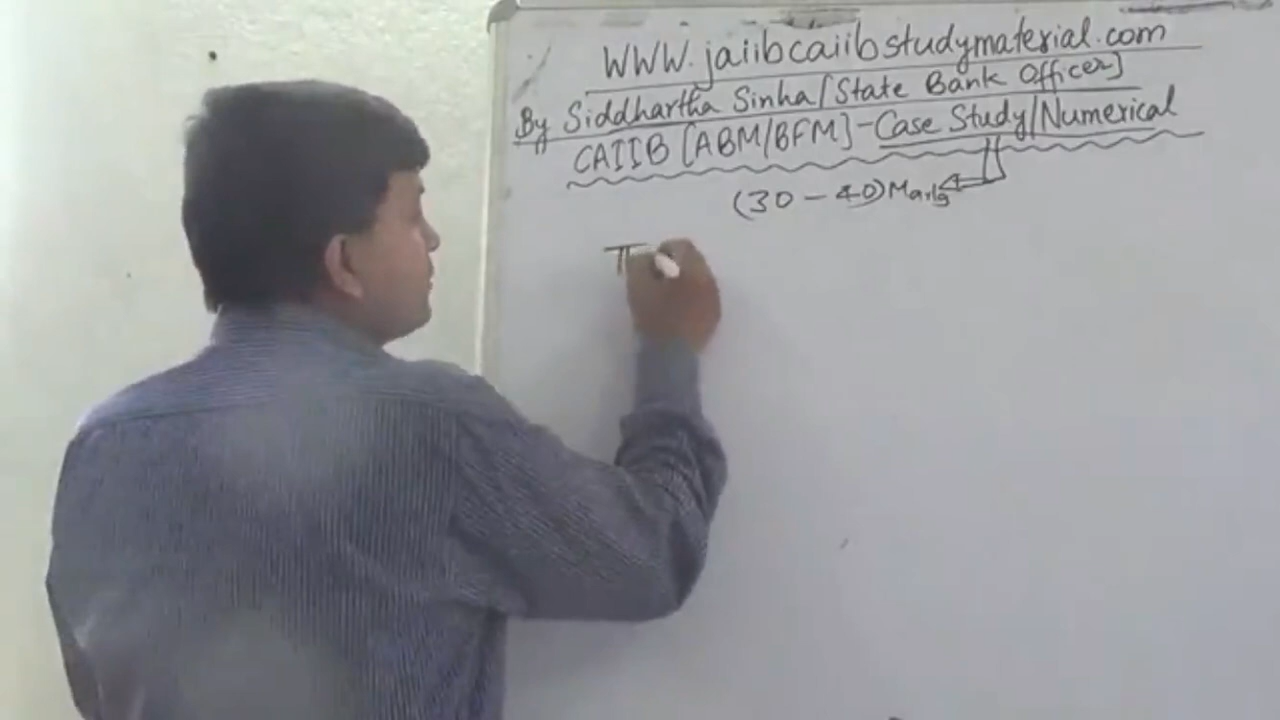 WWW.jaiibcaiibstudymaterial.com
By Siddhartha Sinha [State Bank Officer]
CAIIB [ABM/BFM] - Case Study/Numerical
(30 - 40) Marks